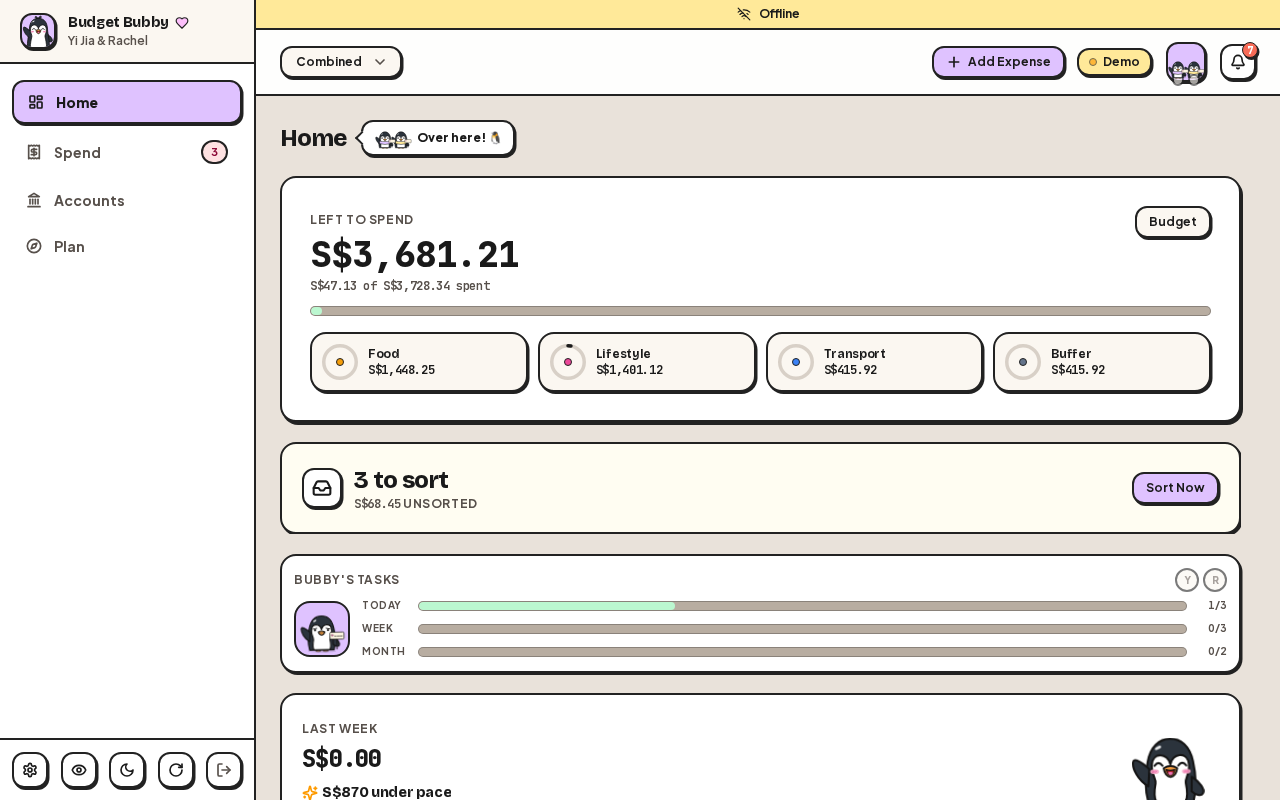 Budget Bubby
Yi Jia & Rachel
Home
Spend
3
Accounts
Plan
Offline
Combined
Add Expense
Demo
7
Home
Over here!
LEFT TO SPEND
S$3,681.21
S$47.13 of S$3,728.34 spent
Budget
Food
S$1,448.25
Lifestyle
S$1,401.12
Transport
S$415.92
Buffer
S$415.92
3 to sort
S$68.45 UNSORTED
Sort Now
BUBBY'S TASKS
Y R
TODAY 1/3
WEEK 0/3
MONTH 0/2
LAST WEEK
S$0.00
S$870 under pace